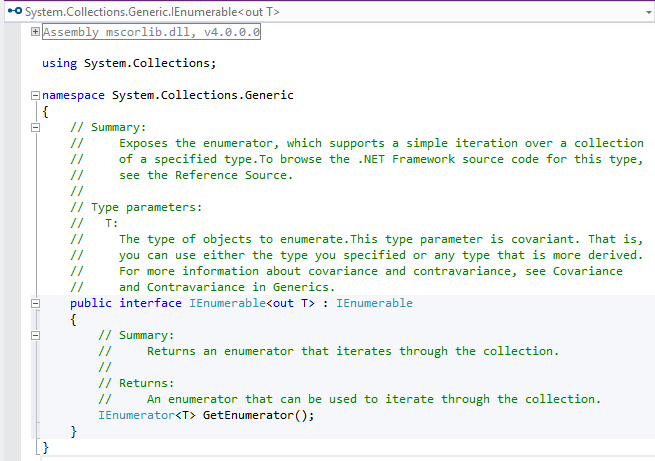 System.Collections.Generic.IEnumerable<out T>
Assembly mscorlib.dll, v4.0.0.0
using System.Collections;
namespace System.Collections.Generic
{
// Summary:
//     Exposes the enumerator, which supports a simple iteration over a collection
//     of a specified type.To browse the .NET Framework source code for this type,
//     see the Reference Source.
//
// Type parameters:
//   T:
//     The type of objects to enumerate.This type parameter is covariant. That is,
//     you can use either the type you specified or any type that is more derived.
//     For more information about covariance and contravariance, see Covariance
//     and Contravariance in Generics.
public interface IEnumerable<out T> : IEnumerable
{
// Summary:
//     Returns an enumerator that iterates through the collection.
//
// Returns:
//     An enumerator that can be used to iterate through the collection.
IEnumerator<T> GetEnumerator();
}
}